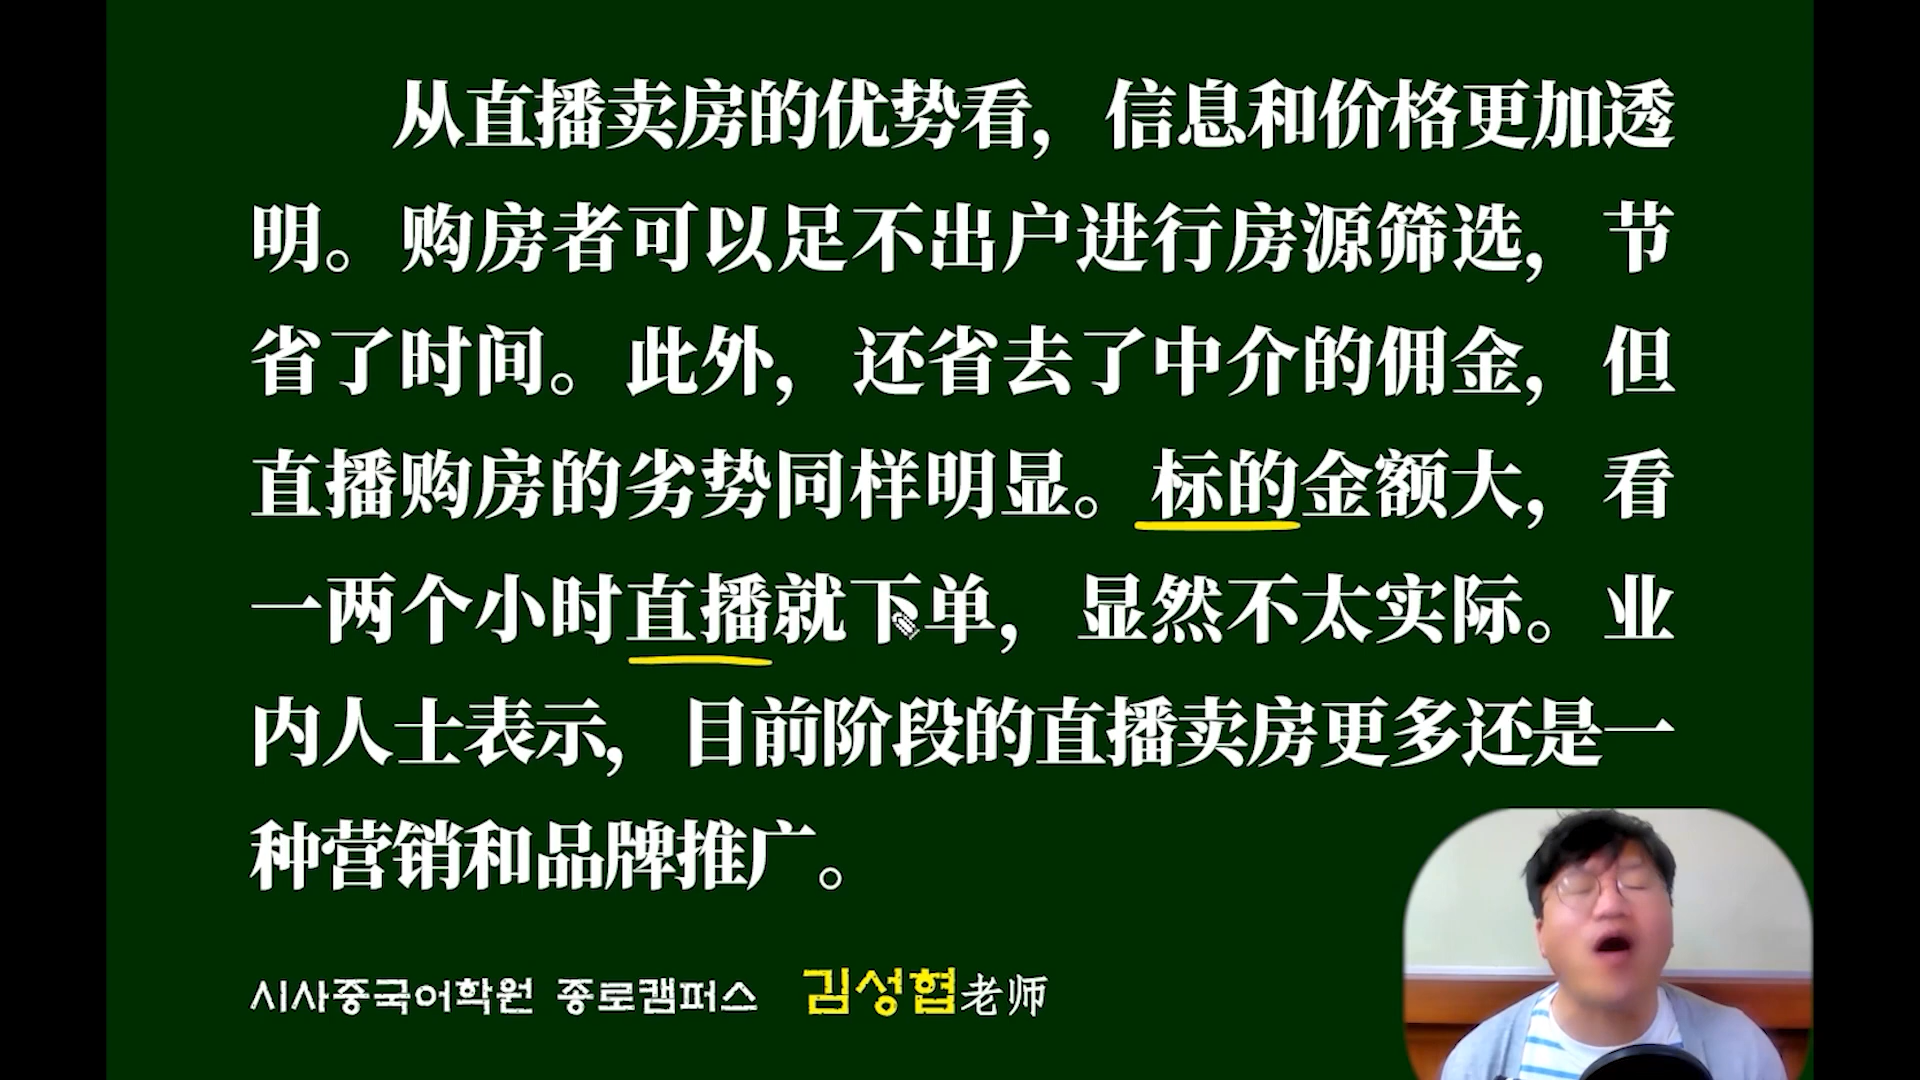 从直播卖房的优势看，信息和价格更加透
明。购房者可以足不出户进行房源筛选，节
省了时间。此外，还省去了中介的佣金，但
直播购房的劣势同样明显。标的金额大，看
一两个小时直播就下单，显然不太实际。业
内人士表示，目前阶段的直播卖房更多还是一
种营销和品牌推广。
시사중국어학원 종로캠퍼스 김성협老师